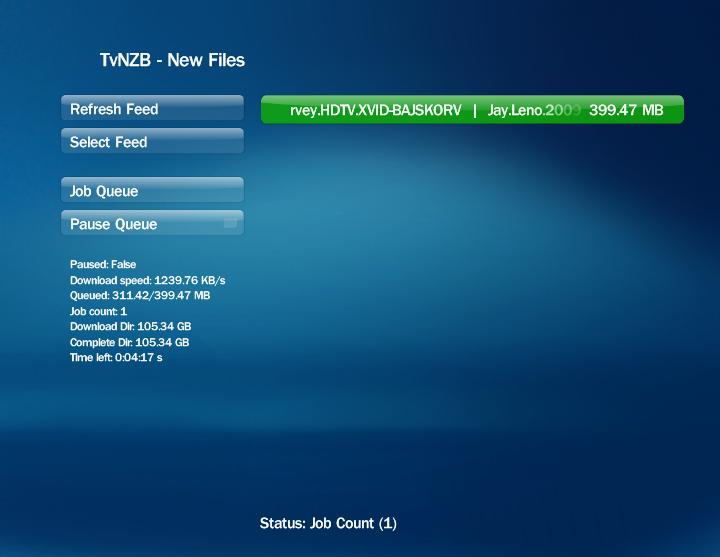 TvNZB - New Files
Refresh Feed
rvey.HDTV.XVID-BAJSKORV | Jay.Leno.2009 399.47 MB
Select Feed
Job Queue
Pause Queue
Paused: False
Download speed: 1239.76 KB/s
Queued: 311.42/399.47 MB
Job count: 1
Download Dir: 105.34 GB
Complete Dir: 105.34 GB
Time left: 0:04:17 s
Status: Job Count (1)